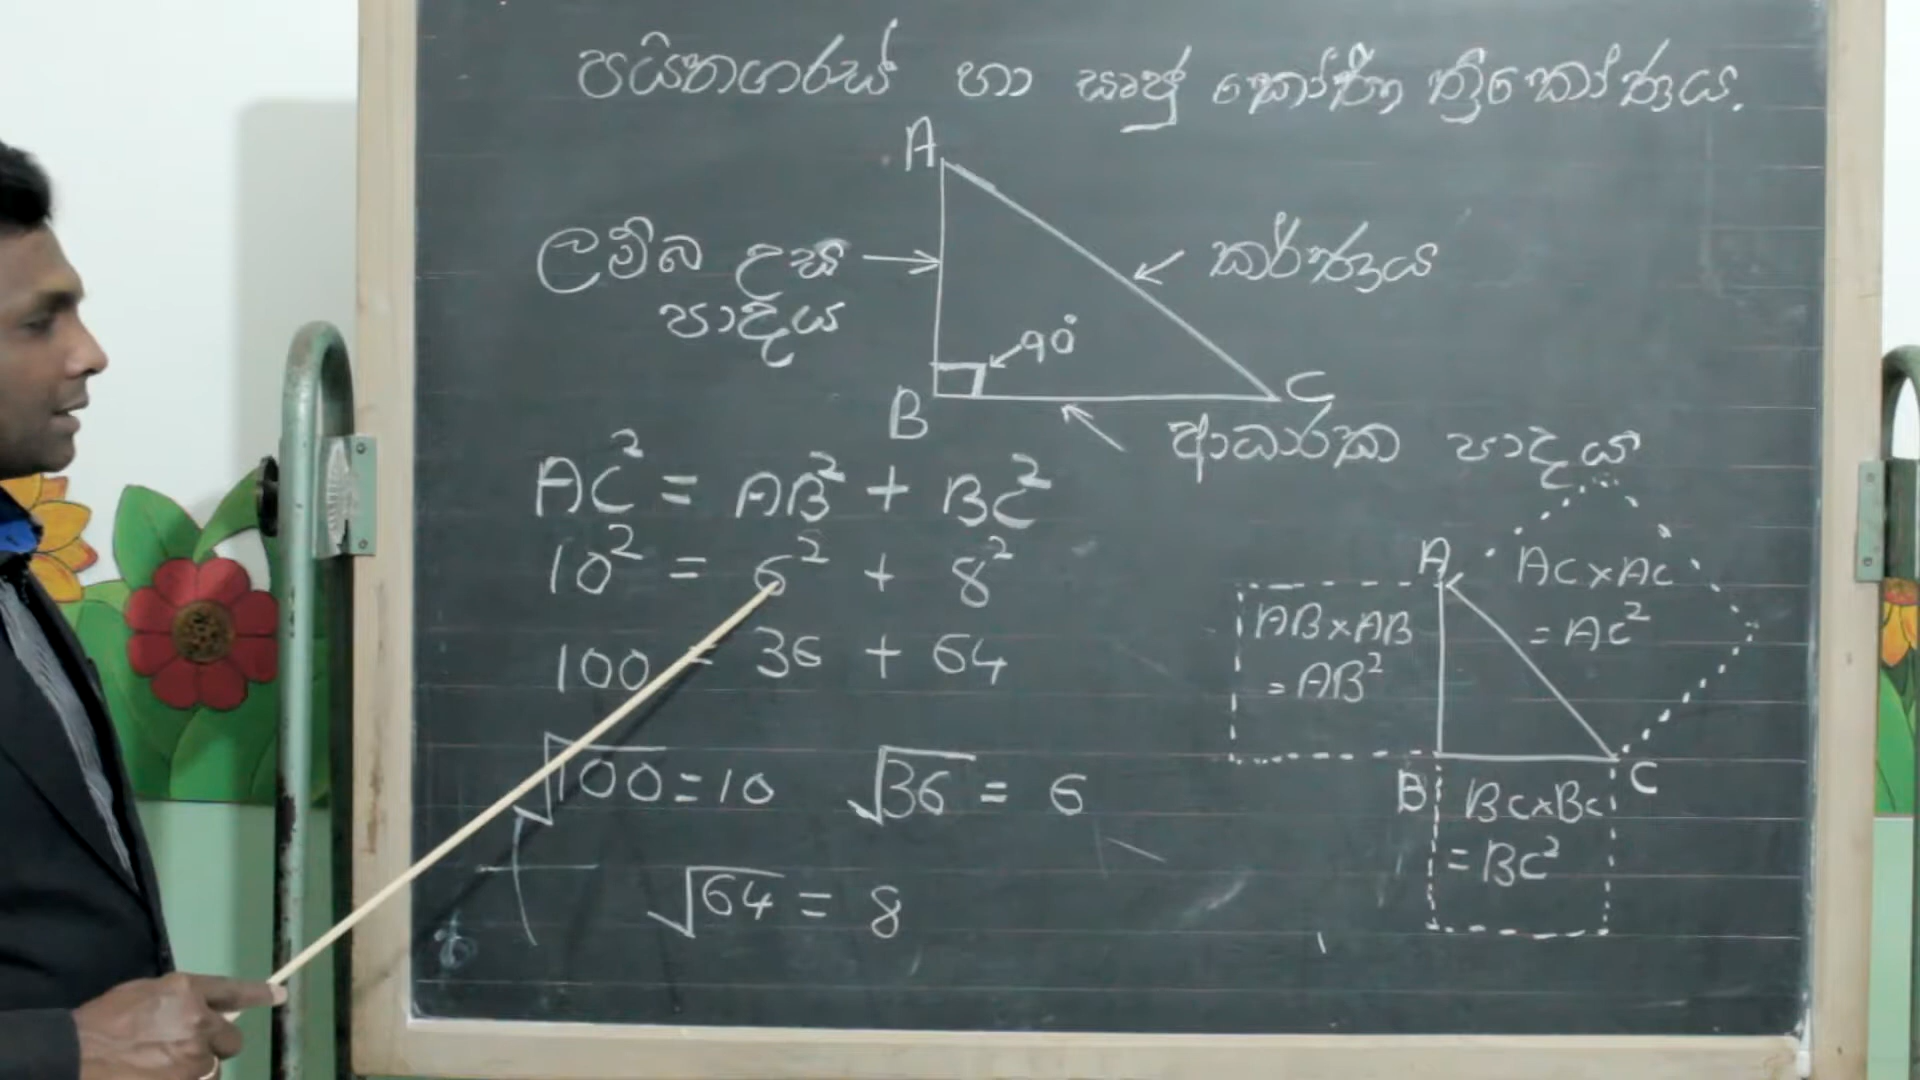 පයිතගරස් හා සෘජු කෝණී ත්‍රිකෝණය.
A
ලම්බ උස
පාදය
කර්ණය
90°
B
C
ආධාරක පාදය
AC² = AB² + BC²
10² = 6² + 8²
100 = 36 + 64
√100 = 10 √36 = 6
√64 = 8
A
AC×AC
= AC²
AB×AB
= AB²
B
C
BC×BC
= BC²